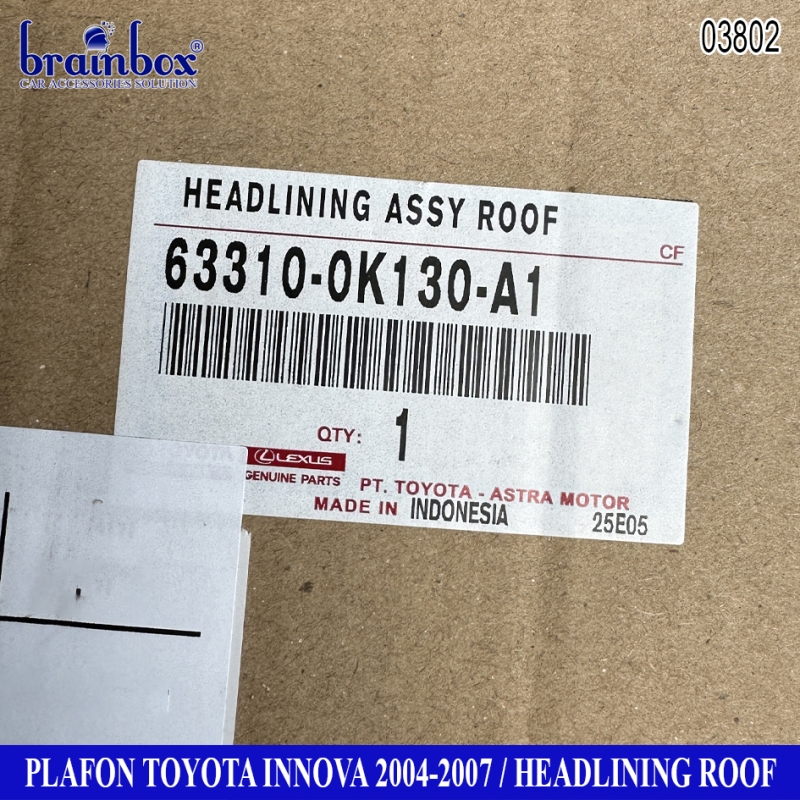 brainbox®
CAR ACCESSORIES SOLUTION
03802
HEADLINING ASSY ROOF
CF
63310-0K130-A1
QTY: 1
TOYOTA LEXUS
GENUINE PARTS
PT. TOYOTA - ASTRA MOTOR
MADE IN INDONESIA
25E05
PLAFON TOYOTA INNOVA 2004-2007 / HEADLINING ROOF